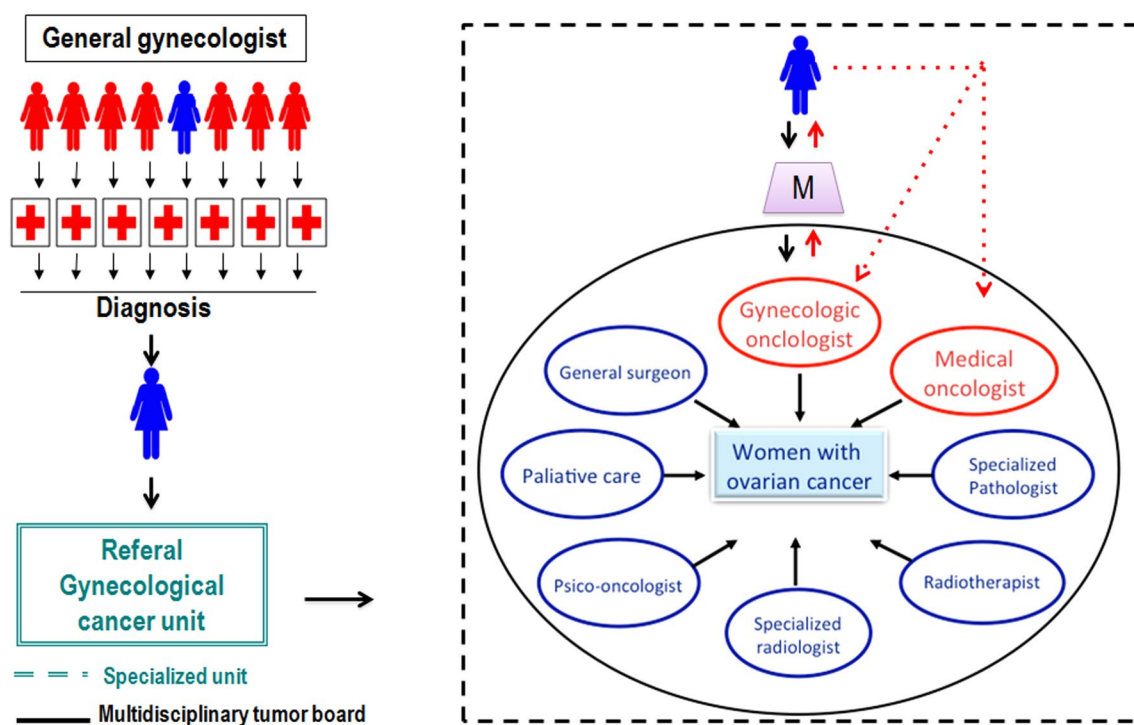 General gynecologist
Diagnosis
Referal
Gynecological
cancer unit
Specialized unit
Multidisciplinary tumor board
M
Gynecologic
onclologist
Medical
oncologist
General surgeon
Women with
ovarian cancer
Paliative care
Specialized
Pathologist
Psico-oncologist
Radiotherapist
Specialized
radiologist